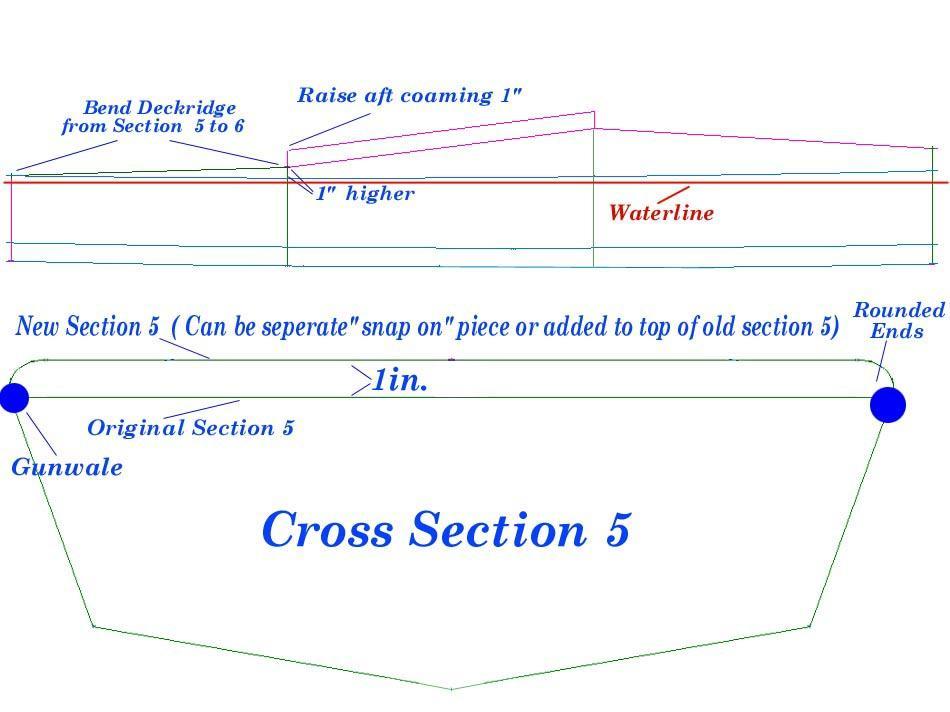 Raise aft coaming 1"
Bend Deckridge
from Section 5 to 6
1" higher
Waterline
Rounded
Ends
New Section 5 ( Can be seperate"snap on"piece or added to top of old section 5)
1in.
Original Section 5
Gunwale
Cross Section 5